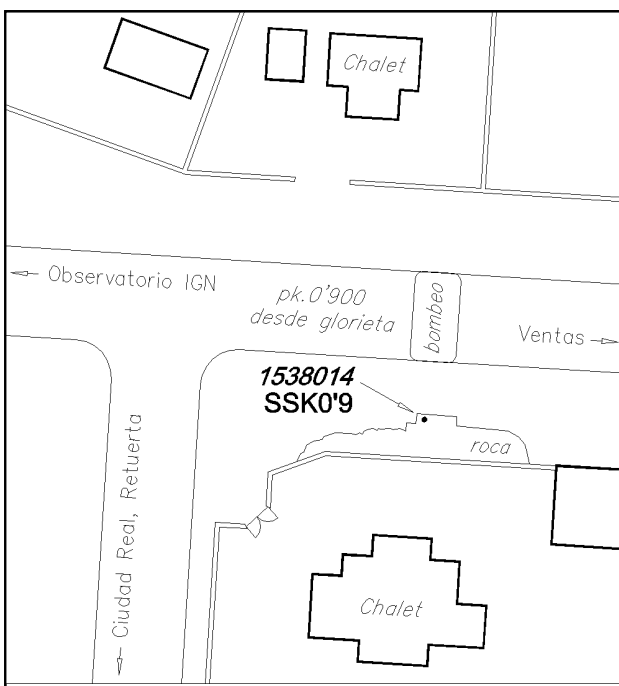 Chalet
← Observatorio IGN
pk.0'900
desde glorieta
bombeo
Ventas →
1538014
SSK0'9
roca
← Ciudad Real, Retuerta
Chalet